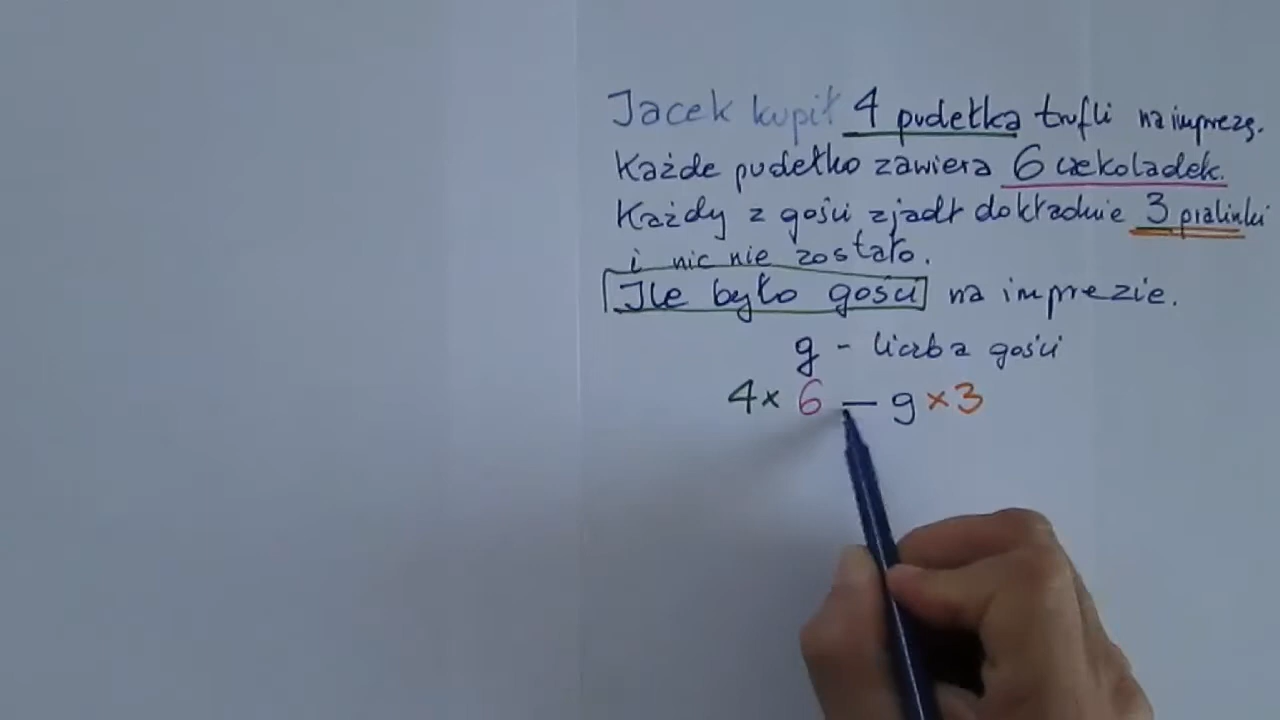 Jacek kupił 4 pudełka trufli na imprezę.
Każde pudełko zawiera 6 czekoladek.
Każdy z gości zjadł dokładnie 3 pralinki
i nic nie zostało.
Ile było gości na imprezie.
g - liczba gości
4 × 6 — g × 3